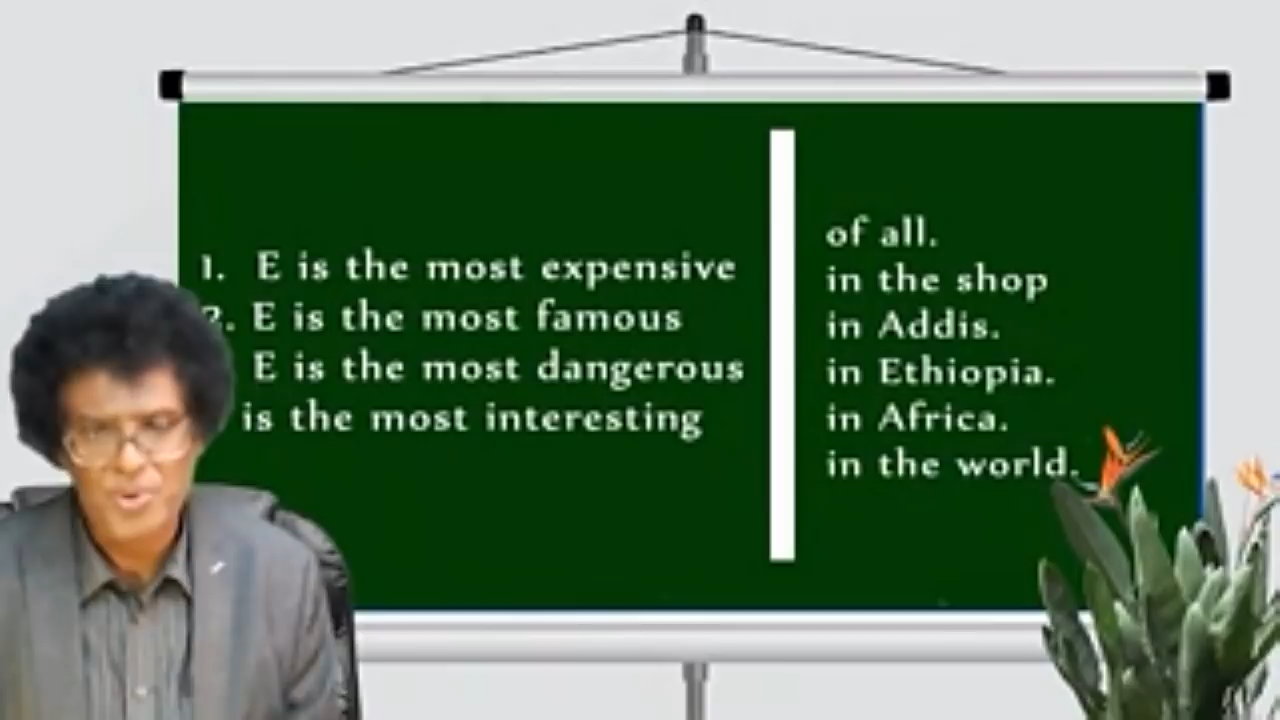 1. E is the most expensive
2. E is the most famous
E is the most dangerous
is the most interesting
of all.
in the shop
in Addis.
in Ethiopia.
in Africa.
in the world.